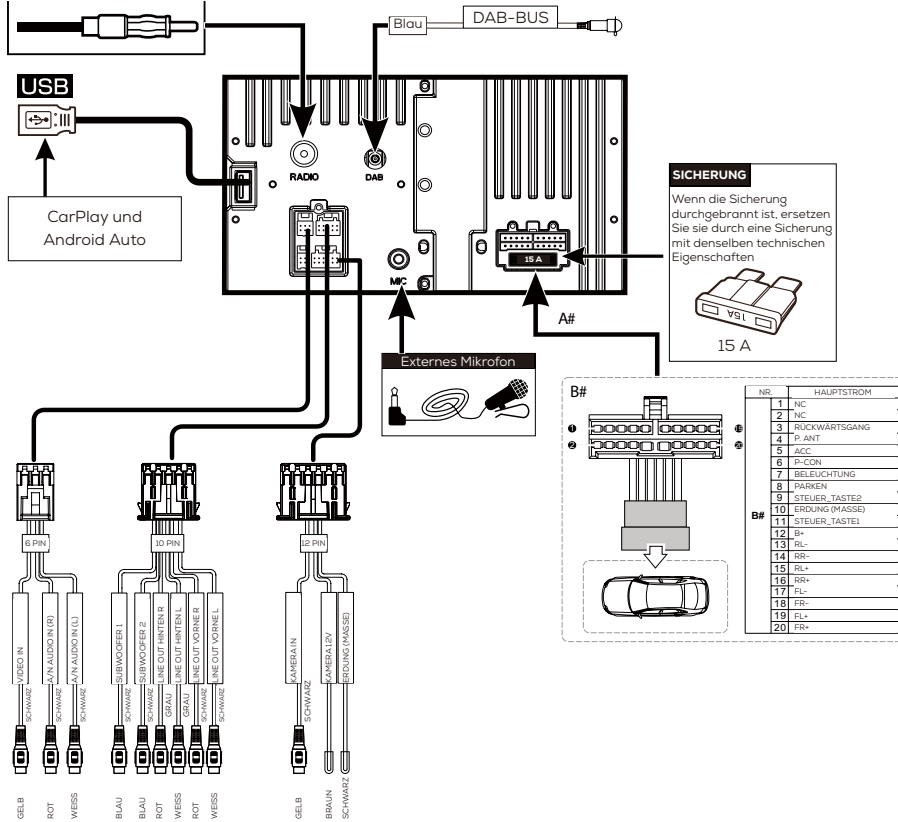 Blau
DAB-BUS
USB
CarPlay und
Android Auto
RADIO
DAB
MIC
15 A
SICHERUNG
Wenn die Sicherung
durchgebrannt ist, ersetzen
Sie sie durch eine Sicherung
mit denselben technischen
Eigenschaften
15A
15 A
A#
Externes Mikrofon
B#
1
2
19
20
NR. HAUPTSTROM
B#
1 NC
2 NC
3 RÜCKWÄRTSGANG
4 P. ANT
5 ACC
6 P-CON
7 BELEUCHTUNG
8 PARKEN
9 STEUER_TASTE2
10 ERDUNG (MASSE)
11 STEUER_TASTE1
12 B+
13 RL-
14 RR-
15 RL+
16 RR+
17 FL-
18 FR-
19 FL+
20 FR+
6 PIN
10 PIN
12 PIN
VIDEO IN
SCHWARZ
A/N AUDIO IN (R)
SCHWARZ
A/N AUDIO IN (L)
SCHWARZ
SUBWOOFER 1
SCHWARZ
SUBWOOFER 2
SCHWARZ
LINE OUT HINTEN R
GRAU
LINE OUT HINTEN L
GRAU
LINE OUT VORNE R
SCHWARZ
LINE OUT VORNE L
SCHWARZ
KAMERA IN
SCHWARZ
KAMERA 12V
ERDUNG (MASSE)
GELB
ROT
WEISS
BLAU
BLAU
ROT
WEISS
ROT
WEISS
GELB
BRAUN
SCHWARZ